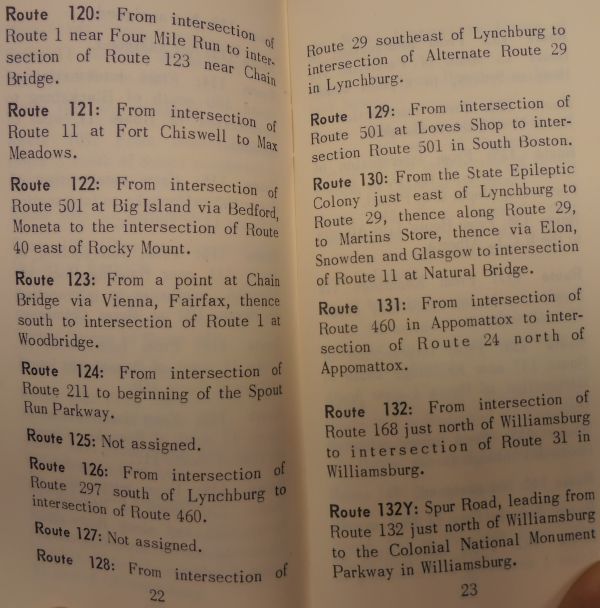 Route 120: From intersection of
Route 1 near Four Mile Run to inter-
section of Route 123 near Chain
Bridge.
Route 121: From intersection of
Route 11 at Fort Chiswell to Max
Meadows.
Route 122: From intersection of
Route 501 at Big Island via Bedford,
Moneta to the intersection of Route
40 east of Rocky Mount.
Route 123: From a point at Chain
Bridge via Vienna, Fairfax, thence
south to intersection of Route 1 at
Woodbridge.
Route 124: From intersection of
Route 211 to beginning of the Spout
Run Parkway.
Route 125: Not assigned.
Route 126: From intersection of
Route 297 south of Lynchburg to
intersection of Route 460.
Route 127: Not assigned.
Route 128: From intersection of
22
Route 29 southeast of Lynchburg to
intersection of Alternate Route 29
in Lynchburg.
Route 129: From intersection of
Route 501 at Loves Shop to inter-
section Route 501 in South Boston.
Route 130: From the State Epileptic
Colony just east of Lynchburg to
Route 29, thence along Route 29,
to Martins Store, thence via Elon,
Snowden and Glasgow to intersection
of Route 11 at Natural Bridge.
Route 131: From intersection of
Route 460 in Appomattox to inter-
section of Route 24 north of
Appomattox.
Route 132: From intersection of
Route 168 just north of Williamsburg
to intersection of Route 31 in
Williamsburg.
Route 132Y: Spur Road, leading from
Route 132 just north of Williamsburg
to the Colonial National Monument
Parkway in Williamsburg.
23